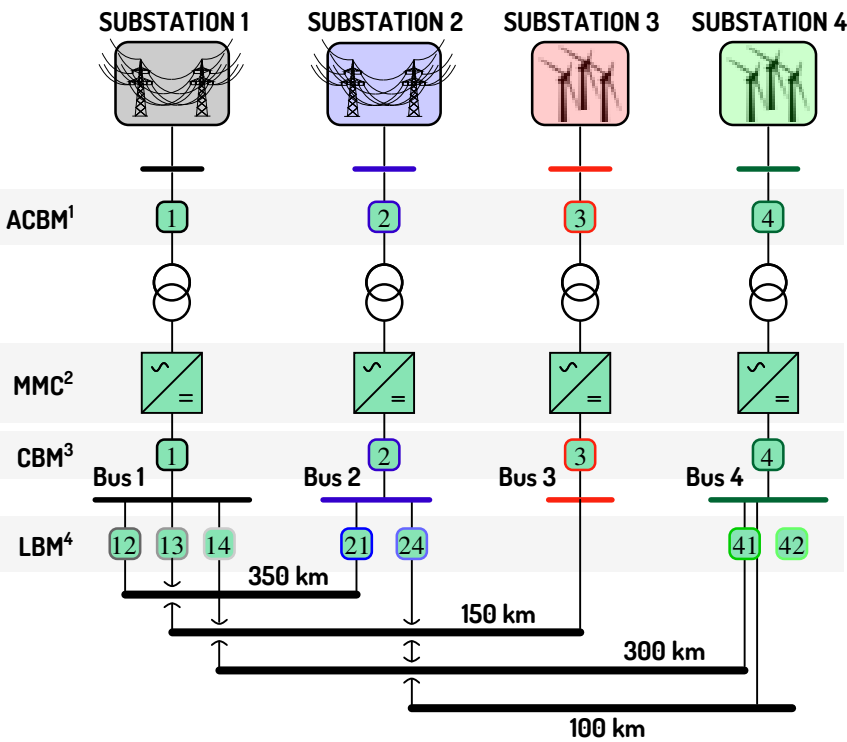 SUBSTATION 1 SUBSTATION 2 SUBSTATION 3 SUBSTATION 4
ACBM¹ 1 2 3 4
MMC²
CBM³ 1 2 3 4
Bus 1 Bus 2 Bus 3 Bus 4
LBM⁴ 12 13 14 21 24 41 42
350 km
150 km
300 km
100 km